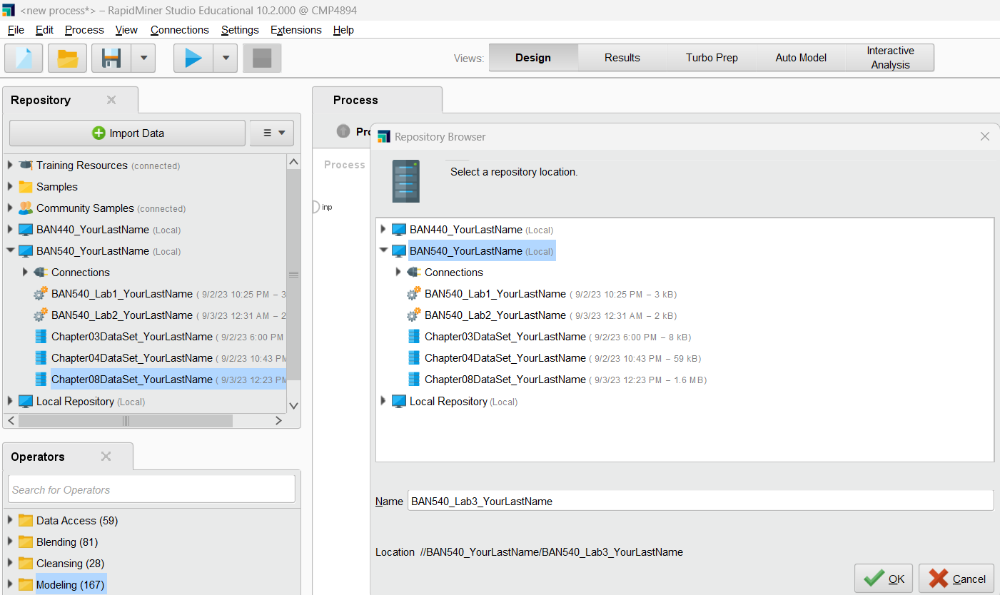 <new process*> – RapidMiner Studio Educational 10.2.000 @ CMP4894
File Edit Process View Connections Settings Extensions Help
Views: Design Results Turbo Prep Auto Model Interactive Analysis
Repository
Import Data
Training Resources (connected)
Samples
Community Samples (connected)
BAN440_YourLastName (Local)
BAN540_YourLastName (Local)
Connections
BAN540_Lab1_YourLastName ( 9/2/23 10:25 PM – 3
BAN540_Lab2_YourLastName ( 9/3/23 12:31 AM – 2
Chapter03DataSet_YourLastName ( 9/2/23 6:00 PM
Chapter04DataSet_YourLastName ( 9/2/23 10:43 PM
Chapter08DataSet_YourLastName ( 9/3/23 12:23 PM
Local Repository (Local)
Operators
Search for Operators
Data Access (59)
Blending (81)
Cleansing (28)
Modeling (167)
Process
Process
inp
Repository Browser
Select a repository location.
BAN440_YourLastName (Local)
BAN540_YourLastName (Local)
Connections
BAN540_Lab1_YourLastName ( 9/2/23 10:25 PM – 3 kB)
BAN540_Lab2_YourLastName ( 9/3/23 12:31 AM – 2 kB)
Chapter03DataSet_YourLastName ( 9/2/23 6:00 PM – 8 kB)
Chapter04DataSet_YourLastName ( 9/2/23 10:43 PM – 59 kB)
Chapter08DataSet_YourLastName ( 9/3/23 12:23 PM – 1.6 MB)
Local Repository (Local)
Name BAN540_Lab3_YourLastName
Location //BAN540_YourLastName/BAN540_Lab3_YourLastName
OK Cancel